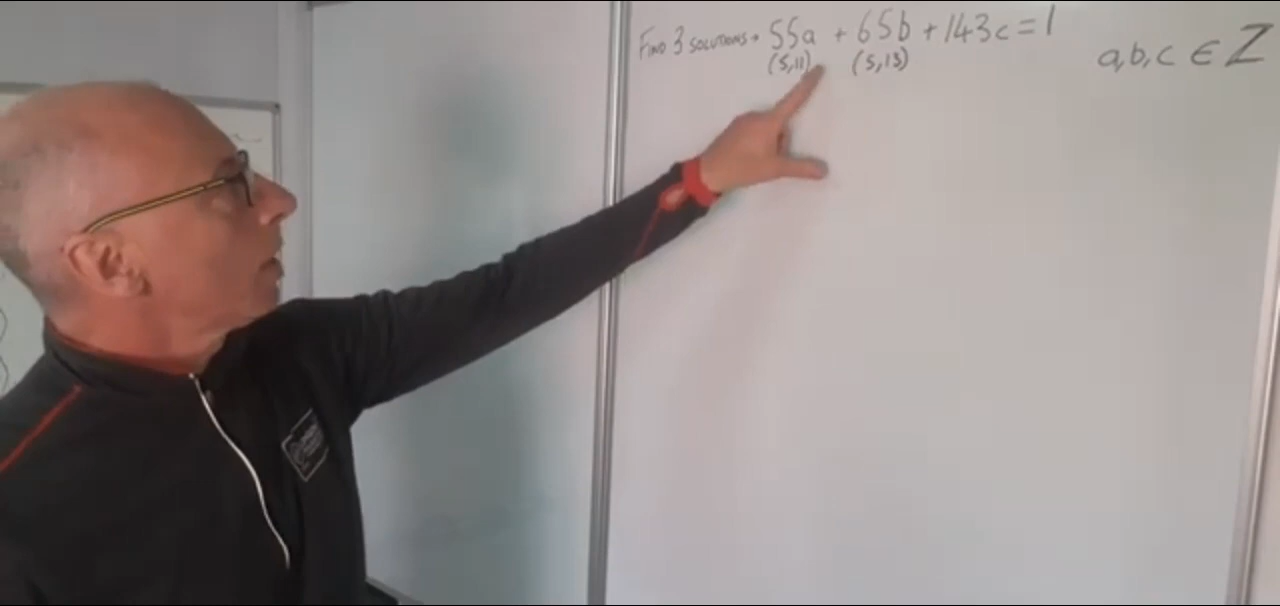 FIND 3 SOLUTIONS → 55a + 65b + 143c = 1
(5,11) (5,13)
a,b,c ∈ Z